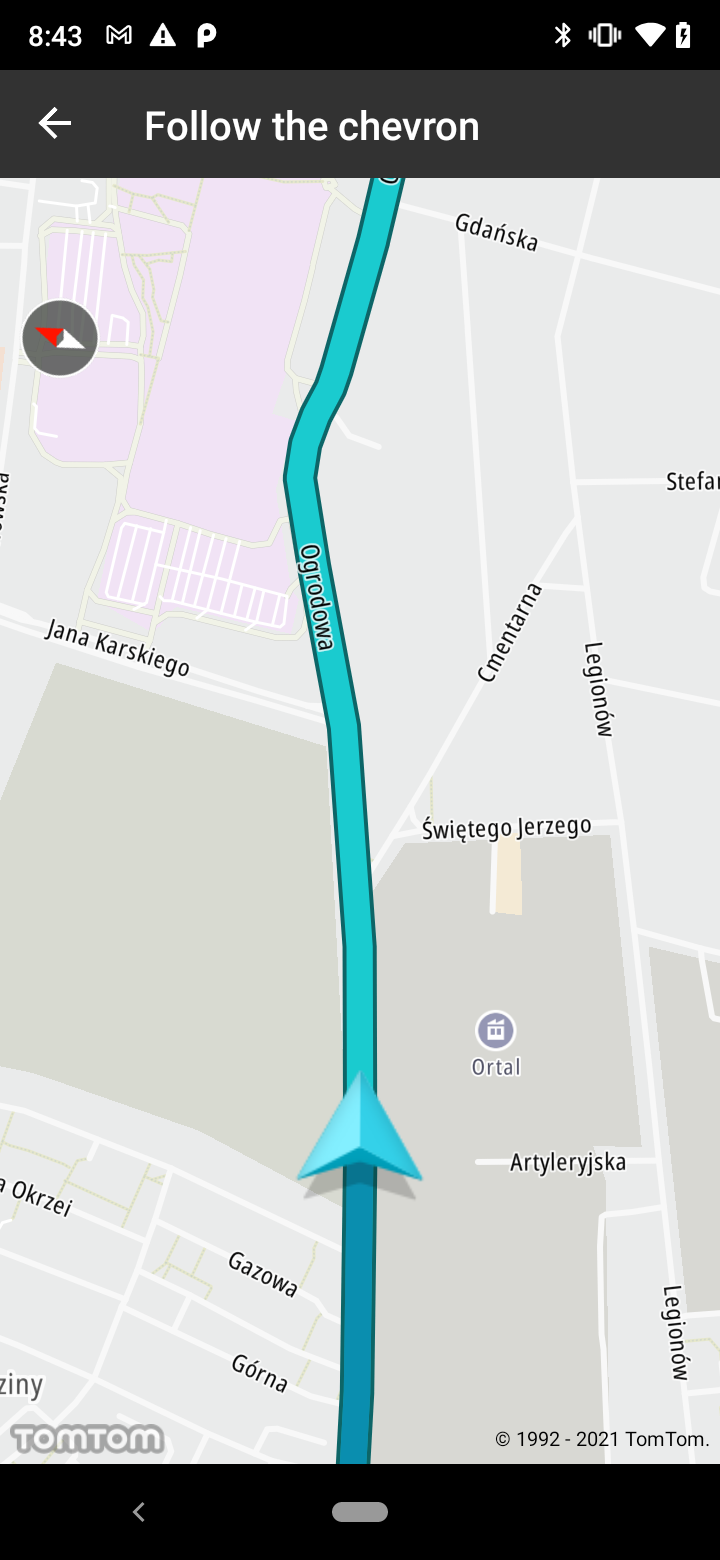 8:43
Follow the chevron
Gdańska
Stefan
Ogrodowa
Cmentarna
Jana Karskiego
Legionów
Świętego Jerzego
Ortal
Artyleryjska
a Okrzei
Gazowa
Legionów
Górna
ziny
TOMTOM
© 1992 - 2021 TomTom.